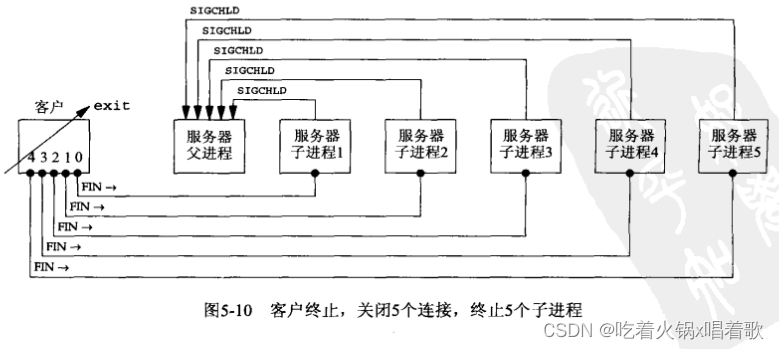 SIGCHLD
SIGCHLD
SIGCHLD
SIGCHLD
SIGCHLD
客户
exit
服务器
父进程
服务器
子进程1
服务器
子进程2
服务器
子进程3
服务器
子进程4
服务器
子进程5
4 3 2 1 0
FIN→
FIN→
FIN→
FIN→
FIN→
图5-10 客户终止，关闭5个连接，终止5个子进程
CSDN @吃着火锅x唱着歌